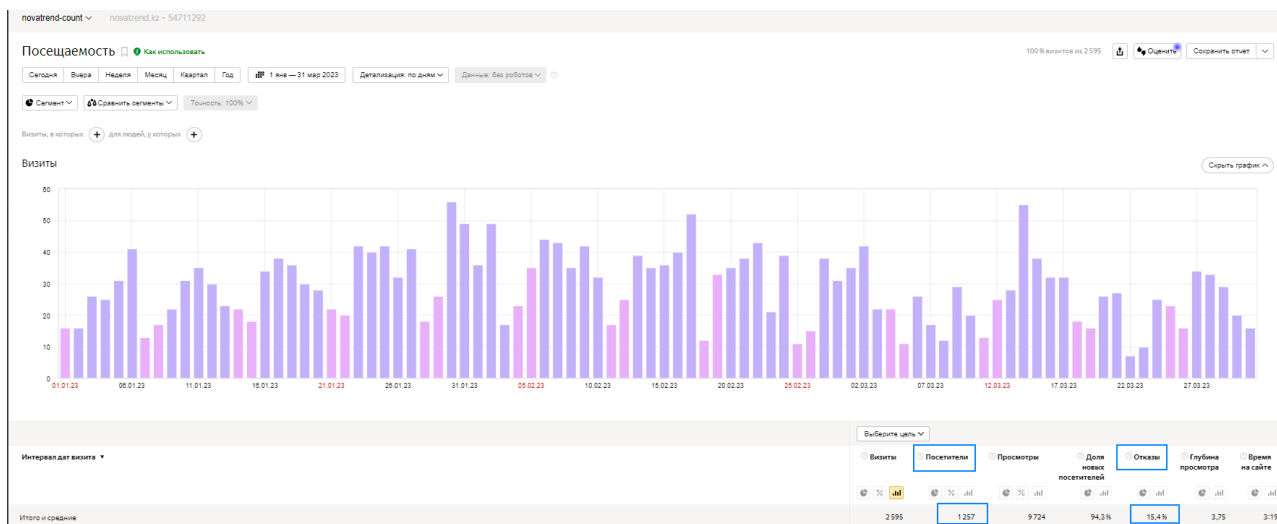 novatrend-count novatrend.kz - 54711292
Посещаемость Как использовать
100 % визитов из 2 595 Оценить Сохранить отчет
Сегодня Вчера Неделя Месяц Квартал Год 1 янв — 31 мар 2023 Детализация: по дням Данные: без роботов
Сегмент Сравнить сегменты Точность: 100%
Визиты, в которых + для людей, у которых +
Визиты Скрыть график
60
50
40
30
20
10
0
01.01.23 06.01.23 11.01.23 16.01.23 21.01.23 26.01.23 31.01.23 05.02.23 10.02.23 15.02.23 20.02.23 25.02.23 02.03.23 07.03.23 12.03.23 17.03.23 22.03.23 27.03.23
Выберите цель
Интервал дат визита Визиты Посетители Просмотры Доля новых посетителей Отказы Глубина просмотра Время на сайте
% % %
Итого и средние 2 595 1 257 9 724 94,3 % 15,4 % 3,75 3:19